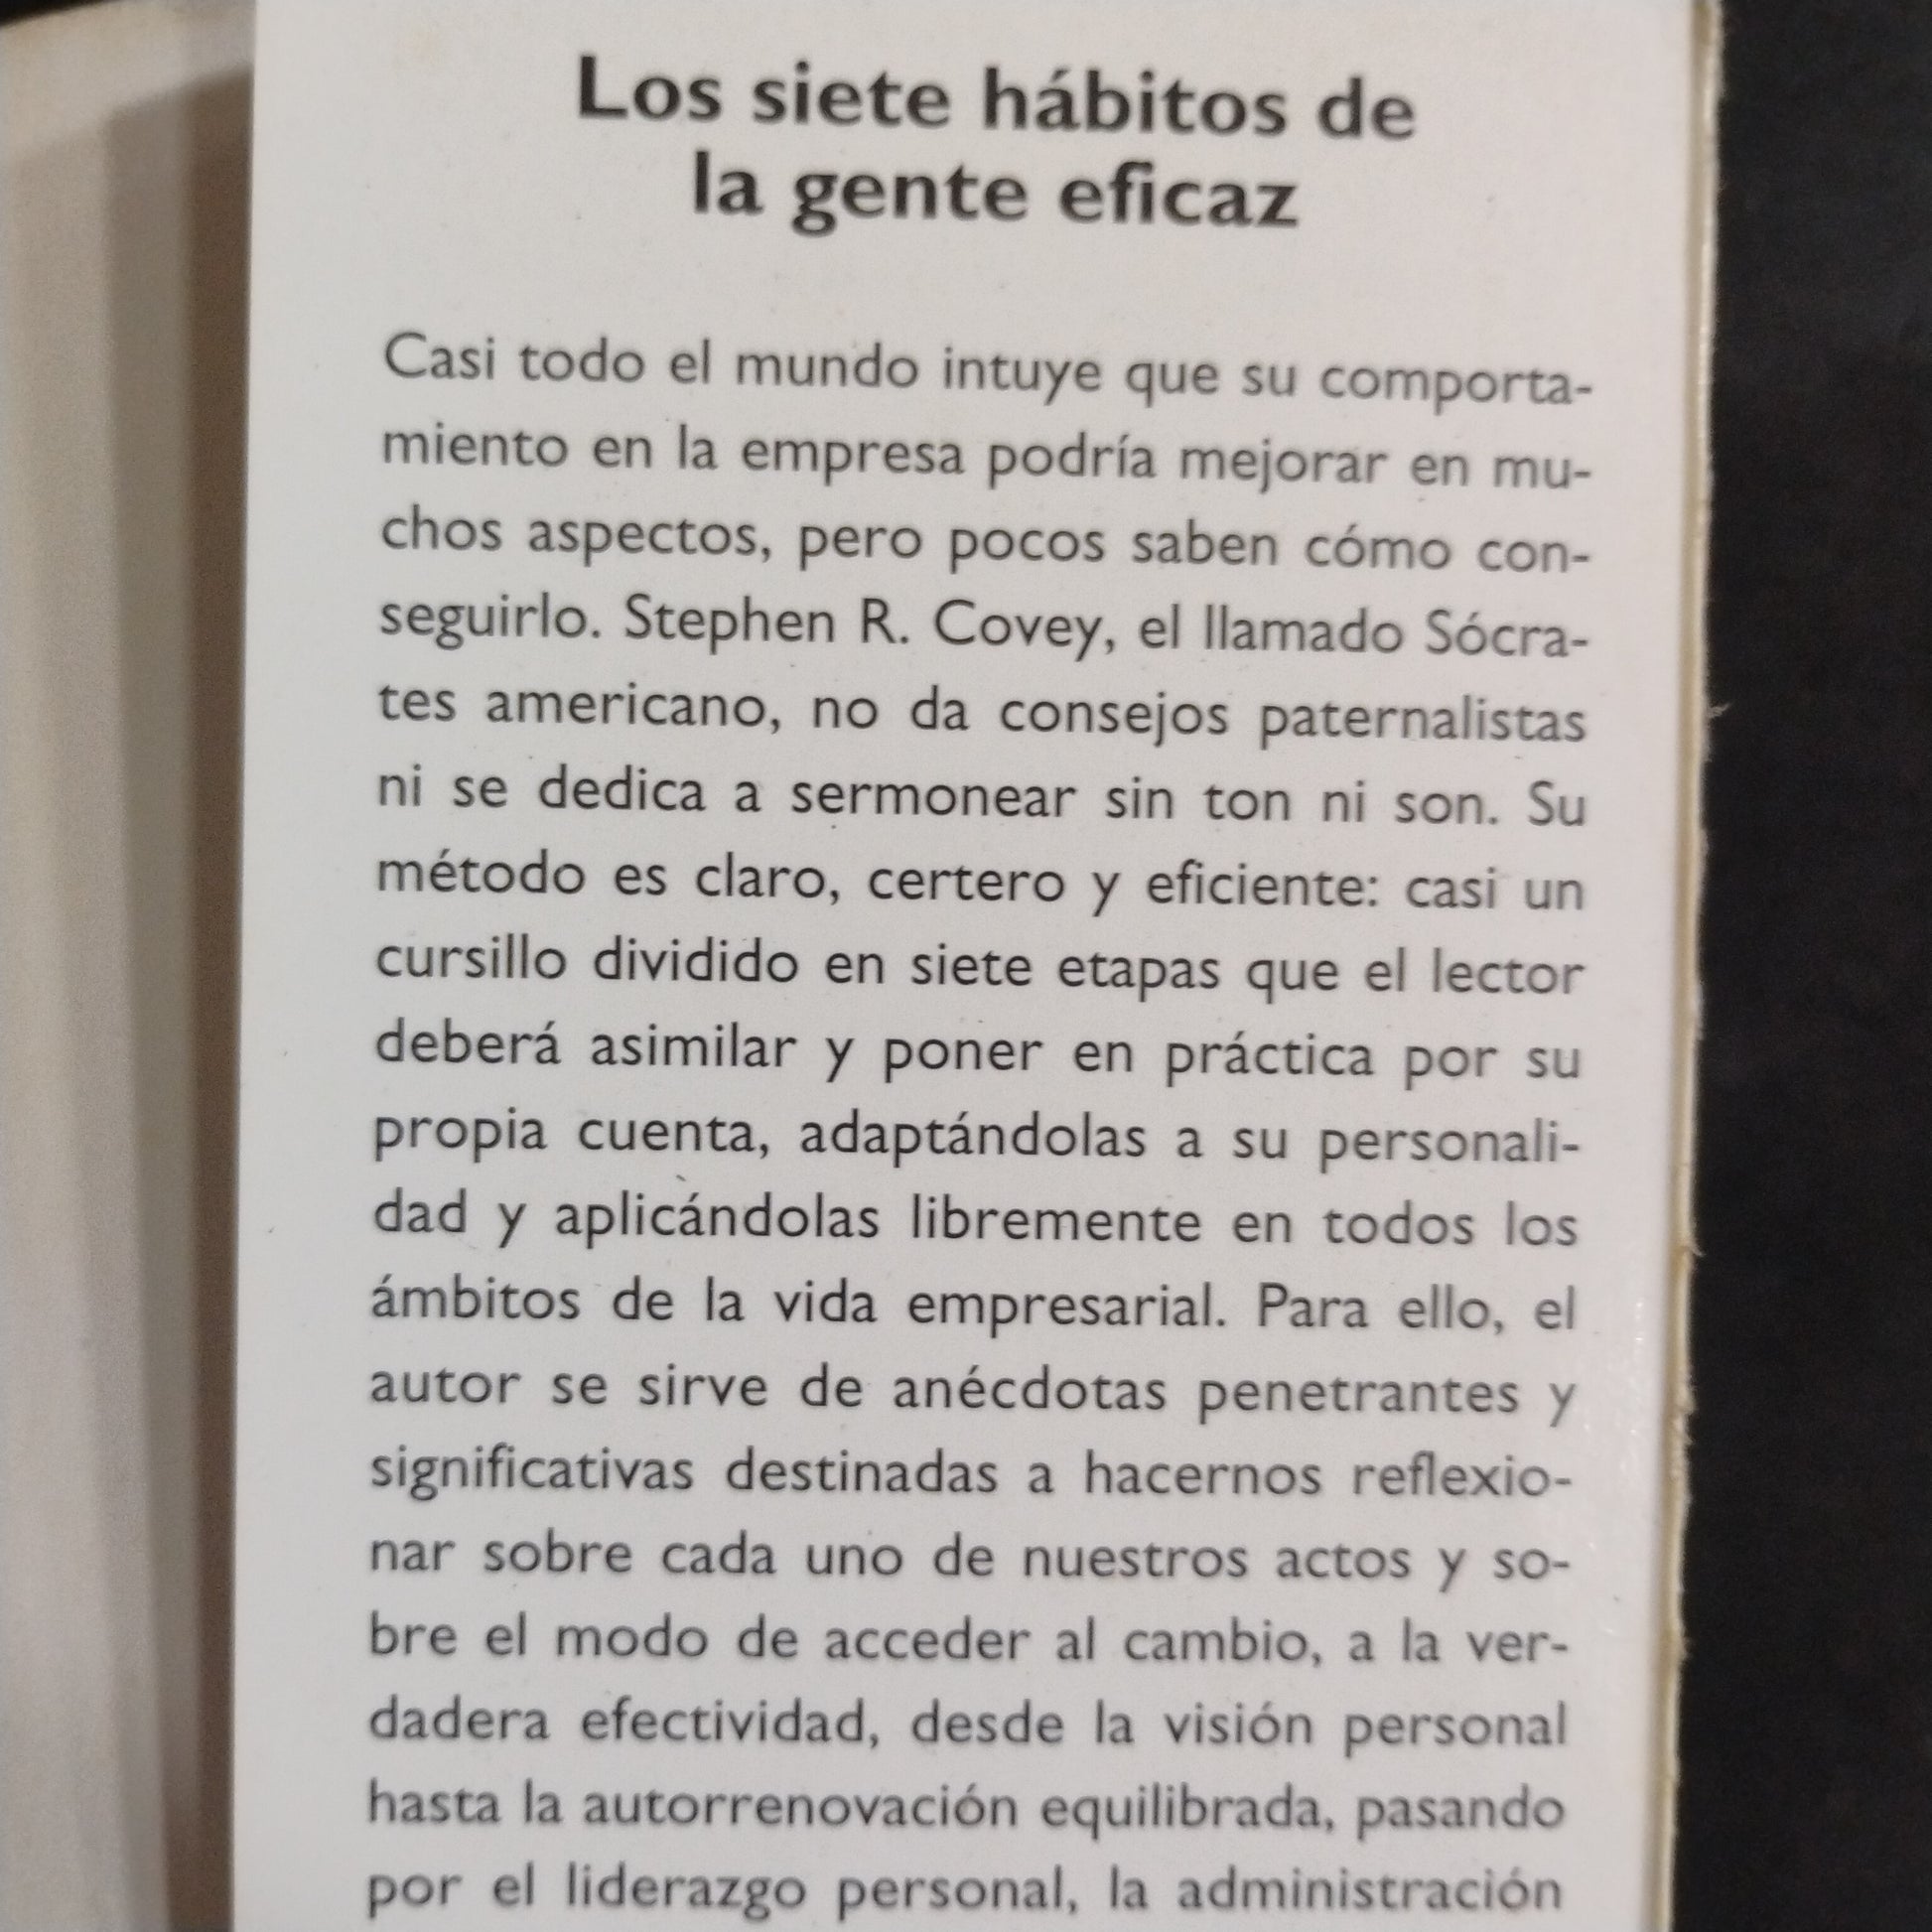 Los siete hábitos de
la gente eficaz
Casi todo el mundo intuye que su comporta-
miento en la empresa podría mejorar en mu-
chos aspectos, pero pocos saben cómo con-
seguirlo. Stephen R. Covey, el llamado Sócra-
tes americano, no da consejos paternalistas
ni se dedica a sermonear sin ton ni son. Su
método es claro, certero y eficiente: casi un
cursillo dividido en siete etapas que el lector
deberá asimilar y poner en práctica por su
propia cuenta, adaptándolas a su personali-
dad y aplicándolas libremente en todos los
ámbitos de la vida empresarial. Para ello, el
autor se sirve de anécdotas penetrantes y
significativas destinadas a hacernos reflexio-
nar sobre cada uno de nuestros actos y so-
bre el modo de acceder al cambio, a la ver-
dadera efectividad, desde la visión personal
hasta la autorrenovación equilibrada, pasando
por el liderazgo personal, la administración